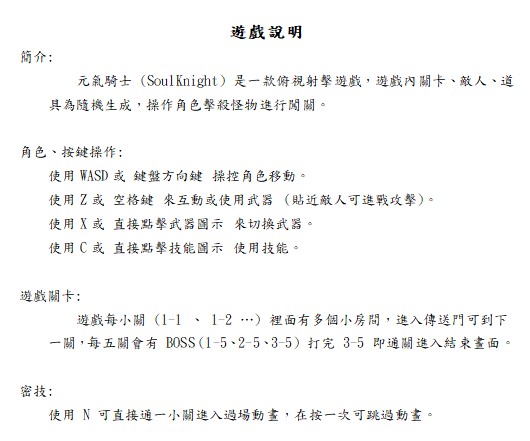 遊戲說明
簡介:
元氣騎士 (SoulKnight) 是一款俯視射擊遊戲，遊戲內關卡、敵人、道
具為隨機生成，操作角色擊殺怪物進行闖關。
角色、按鍵操作:
使用 WASD 或 鍵盤方向鍵 操控角色移動。
使用 Z 或 空格鍵 來互動或使用武器 (貼近敵人可進戰攻擊)。
使用 X 或 直接點擊武器圖示 來切換武器。
使用 C 或 直接點擊技能圖示 使用技能。
遊戲關卡:
遊戲每小關 (1-1 、 1-2 …) 裡面有多個小房間，進入傳送門可到下
一關，每五關會有 BOSS(1-5、2-5、3-5) 打完 3-5 即通關進入結束畫面。
密技:
使用 N 可直接通一小關進入過場動畫，在按一次可跳過動畫。